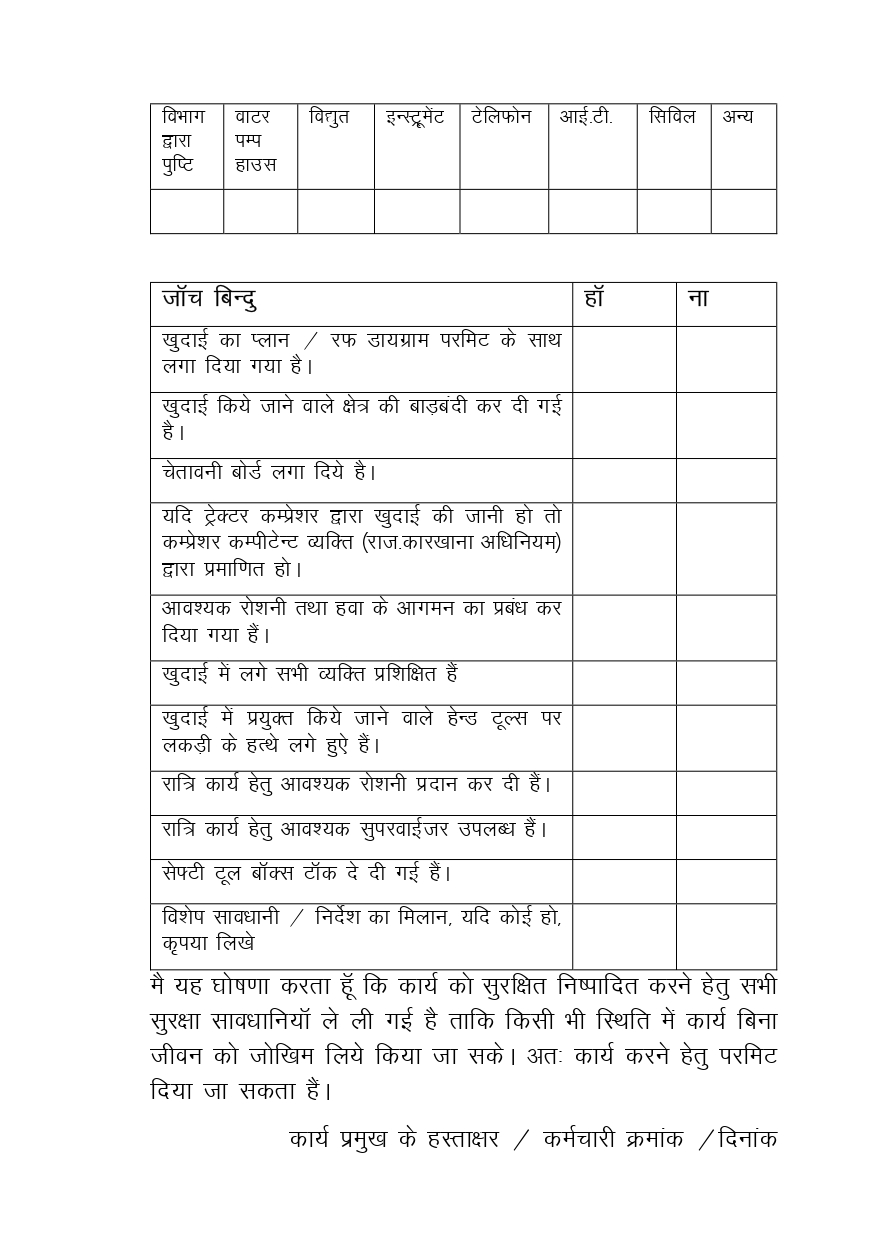 विभाग वाटर विद्युत इन्स्ट्रूमेंट टेलिफोन आई.टी. सिविल अन्य
द्वारा पम्प
पुष्टि हाउस
जॉच बिन्दु हॉ ना
खुदाई का प्लान / रफ डायग्राम परमिट के साथ
लगा दिया गया है।
खुदाई किये जाने वाले क्षेत्र की बाड़बंदी कर दी गई
है।
चेतावनी बोर्ड लगा दिये है।
यदि ट्रेक्टर कम्प्रेशर द्वारा खुदाई की जानी हो तो
कम्प्रेशर कम्पीटेन्ट व्यक्ति (राज.कारखाना अधिनियम)
द्वारा प्रमाणित हो।
आवश्यक रोशनी तथा हवा के आगमन का प्रबंध कर
दिया गया हैं।
खुदाई में लगे सभी व्यक्ति प्रशिक्षित हैं
खुदाई में प्रयुक्त किये जाने वाले हेन्ड टूल्स पर
लकड़ी के हत्थे लगे हुऐ हैं।
रात्रि कार्य हेतु आवश्यक रोशनी प्रदान कर दी हैं।
रात्रि कार्य हेतु आवश्यक सुपरवाईजर उपलब्ध हैं।
सेफ्टी टूल बॉक्स टॉक दे दी गई हैं।
विशेप सावधानी / निर्देश का मिलान, यदि कोई हो,
कृपया लिखे
मै यह घोषणा करता हूॅ कि कार्य को सुरक्षित निष्पादित करने हेतु सभी
सुरक्षा सावधानियॉ ले ली गई है ताकि किसी भी स्थिति में कार्य बिना
जीवन को जोखिम लिये किया जा सके। अतः कार्य करने हेतु परमिट
दिया जा सकता हैं।
कार्य प्रमुख के हस्ताक्षर / कर्मचारी क्रमांक /दिनांक